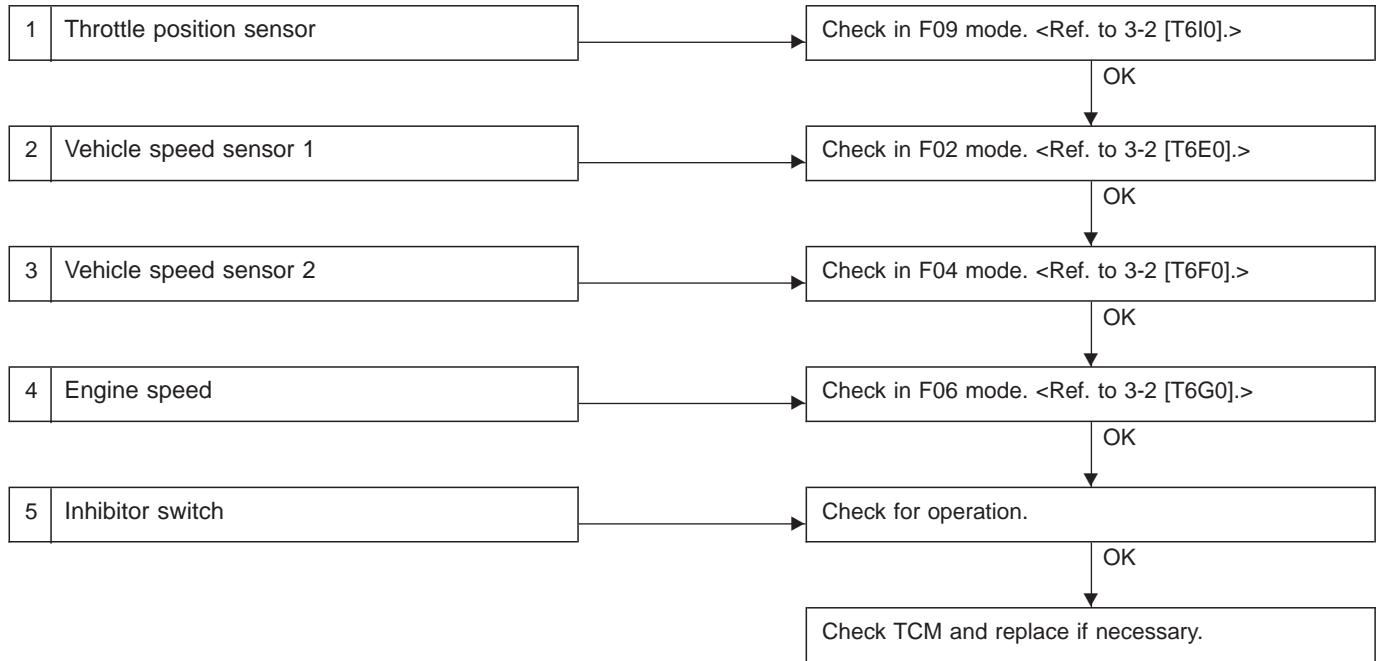 1 Throttle position sensor
Check in F09 mode. <Ref. to 3-2 [T6I0].>
OK
2 Vehicle speed sensor 1
Check in F02 mode. <Ref. to 3-2 [T6E0].>
OK
3 Vehicle speed sensor 2
Check in F04 mode. <Ref. to 3-2 [T6F0].>
OK
4 Engine speed
Check in F06 mode. <Ref. to 3-2 [T6G0].>
OK
5 Inhibitor switch
Check for operation.
OK
Check TCM and replace if necessary.